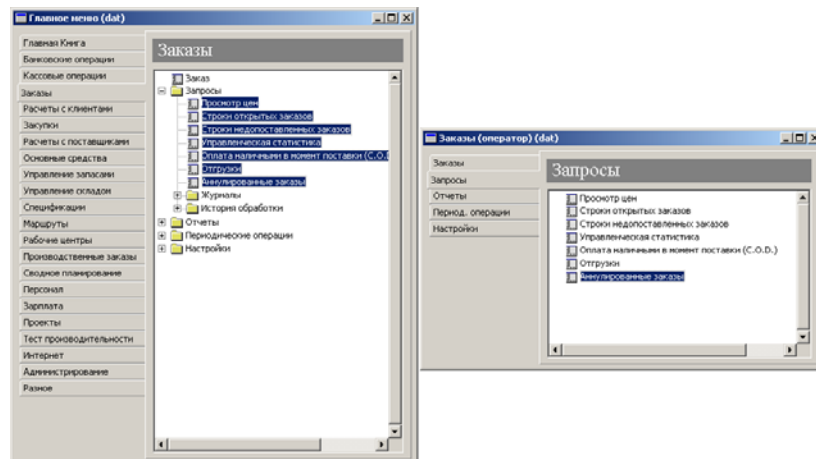 Главное меню (dat)
Главная Книга
Банковские операции
Кассовые операции
Заказы
Расчеты с клиентами
Закупки
Расчеты с поставщиками
Основные средства
Управление запасами
Управление складом
Спецификации
Маршруты
Рабочие центры
Производственные заказы
Сводное планирование
Персонал
Зарплата
Проекты
Тест производительности
Интернет
Администрирование
Разное
Заказы
Заказ
Запросы
Просмотр цен
Строки открытых заказов
Строки недопоставленных заказов
Управленческая статистика
Оплата наличными в момент поставки (C.O.D
Отгрузки
Аннулированные заказы
Журналы
История обработки
Отчеты
Периодические операции
Настройки
Заказы (оператор) (dat)
Заказы
Запросы
Отчеты
Период. операции
Настройки
Запросы
Просмотр цен
Строки открытых заказов
Строки недопоставленных заказов
Управленческая статистика
Оплата наличными в момент поставки (C.O.D.)
Отгрузки
Аннулированные заказы